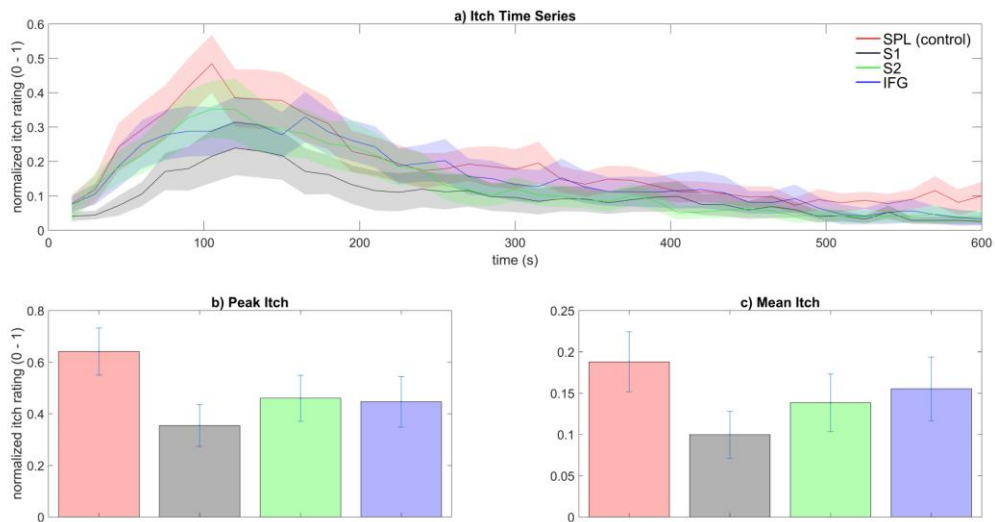 a) Itch Time Series
normalized itch rating (0 - 1)
0.6
0.5
0.4
0.3
0.2
0.1
0
SPL (control)
S1
S2
IFG
0 100 200 300 400 500 600
time (s)
b) Peak Itch
normalized itch rating (0 - 1)
0.8
0.6
0.4
0.2
0
c) Mean Itch
0.25
0.2
0.15
0.1
0.05
0